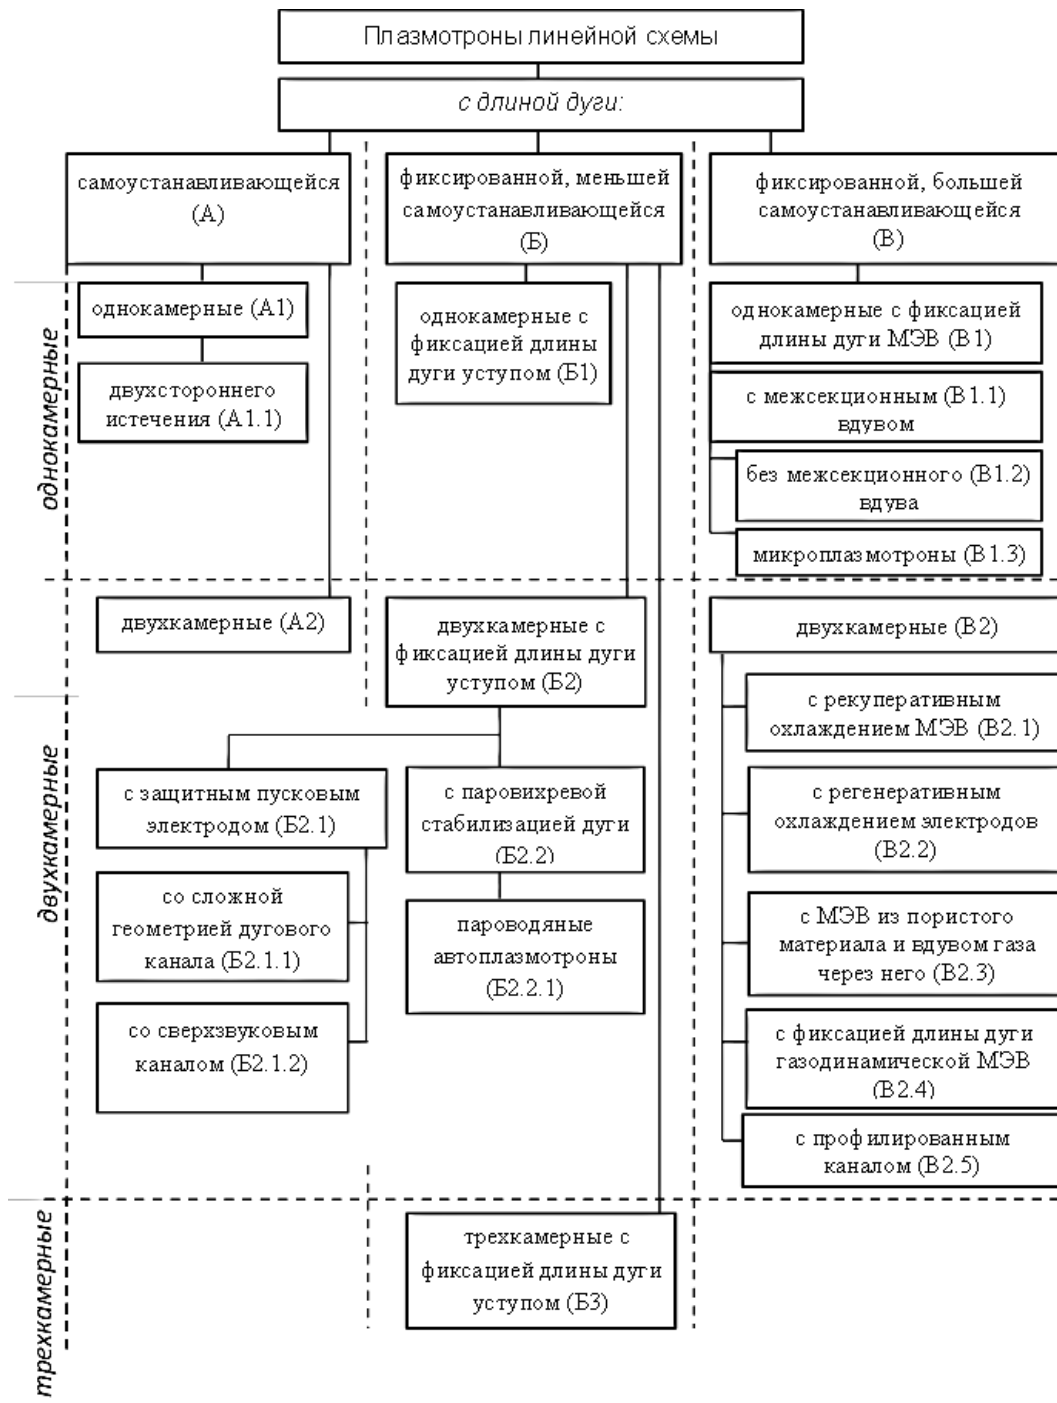 Плазмотроны линейной схемы
с длиной дуги:
самоустанавливающейся
(А)
фиксированной, меньшей
самоустанавливающейся
(Б)
фиксированной, большей
самоустанавливающейся
(В)
однокамерные
однокамерные (А1)
двухстороннего
истечения (А1.1)
однокамерные с
фиксацией длины
дуги уступом (Б1)
однокамерные с фиксацией
длины дуги МЭВ (В1)
с межсекционным (В1.1)
вдувом
без межсекционного (В1.2)
вдува
микроплазмотроны (В1.3)
двухкамерные
двухкамерные (А2)
двухкамерные с
фиксацией длины дуги
уступом (Б2)
с защитным пусковым
электродом (Б2.1)
со сложной
геометрией дугового
канала (Б2.1.1)
со сверхзвуковым
каналом (Б2.1.2)
с паровихревой
стабилизацией дуги
(Б2.2)
пароводяные
автоплазмотроны
(Б2.2.1)
двухкамерные (В2)
с рекуперативным
охлаждением МЭВ (В2.1)
с регенеративным
охлаждением электродов
(В2.2)
с МЭВ из пористого
материала и вдувом газа
через него (В2.3)
с фиксацией длины дуги
газодинамической МЭВ
(В2.4)
с профилированным
каналом (В2.5)
трехкамерные
трехкамерные с
фиксацией длины дуги
уступом (Б3)